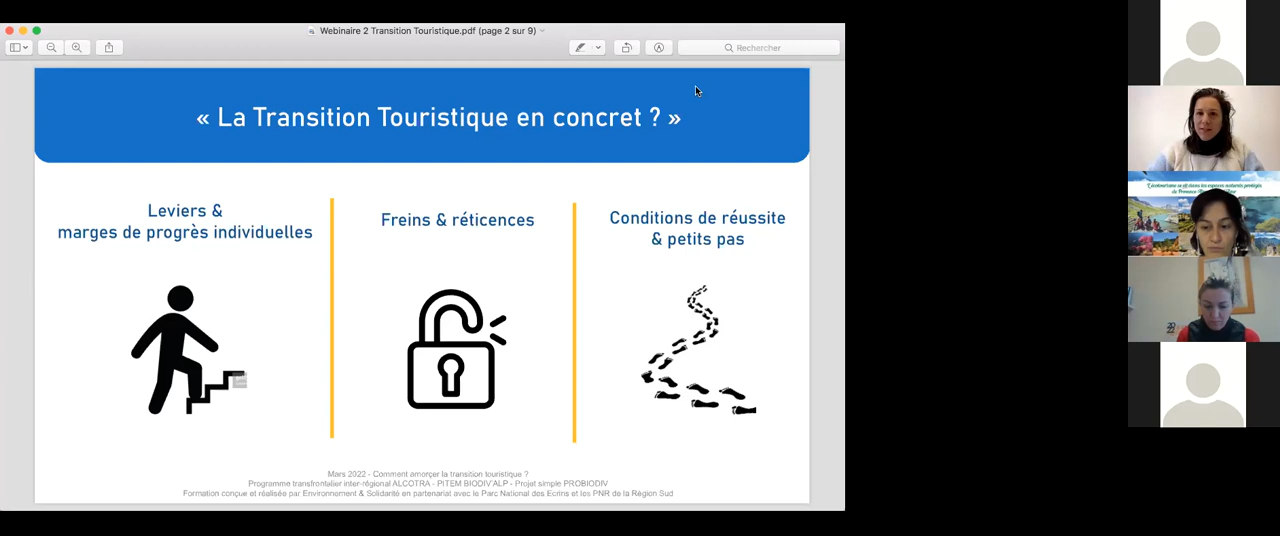 Webinaire 2 Transition Touristique.pdf (page 2 sur 9)
Rechercher
« La Transition Touristique en concret ? »
Leviers &
marges de progrès individuelles
Freins & réticences
Conditions de réussite
& petits pas
Mars 2022 - Comment amorçer la transition touristique ?
Programme transfrontalier inter-régional ALCOTRA - PITEM BIODIV'ALP - Projet simple PROBIODIV
Formation conçue et réalisée par Environnement & Solidarité en partenariat avec le Parc National des Ecrins et les PNR de la Région Sud
20
22